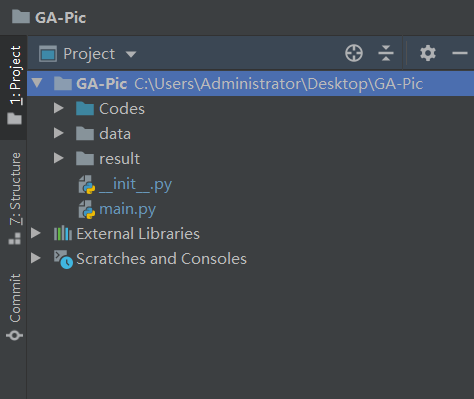 GA-Pic
Project
GA-Pic C:\Users\Administrator\Desktop\GA-Pic
Codes
data
result
__init__.py
main.py
External Libraries
Scratches and Consoles
1: Project
7: Structure
Commit